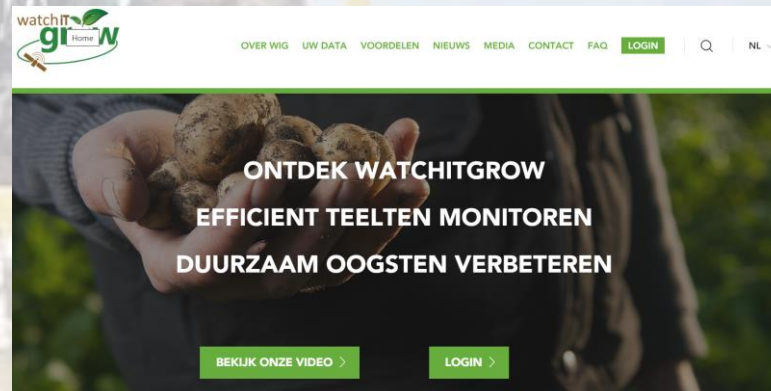 watchIT
grow
Home
OVER WIG UW DATA VOORDELEN NIEUWS MEDIA CONTACT FAQ LOGIN NL
ONTDEK WATCHITGROW
EFFICIENT TEELTEN MONITOREN
DUURZAAM OOGSTEN VERBETEREN
BEKIJK ONZE VIDEO
LOGIN